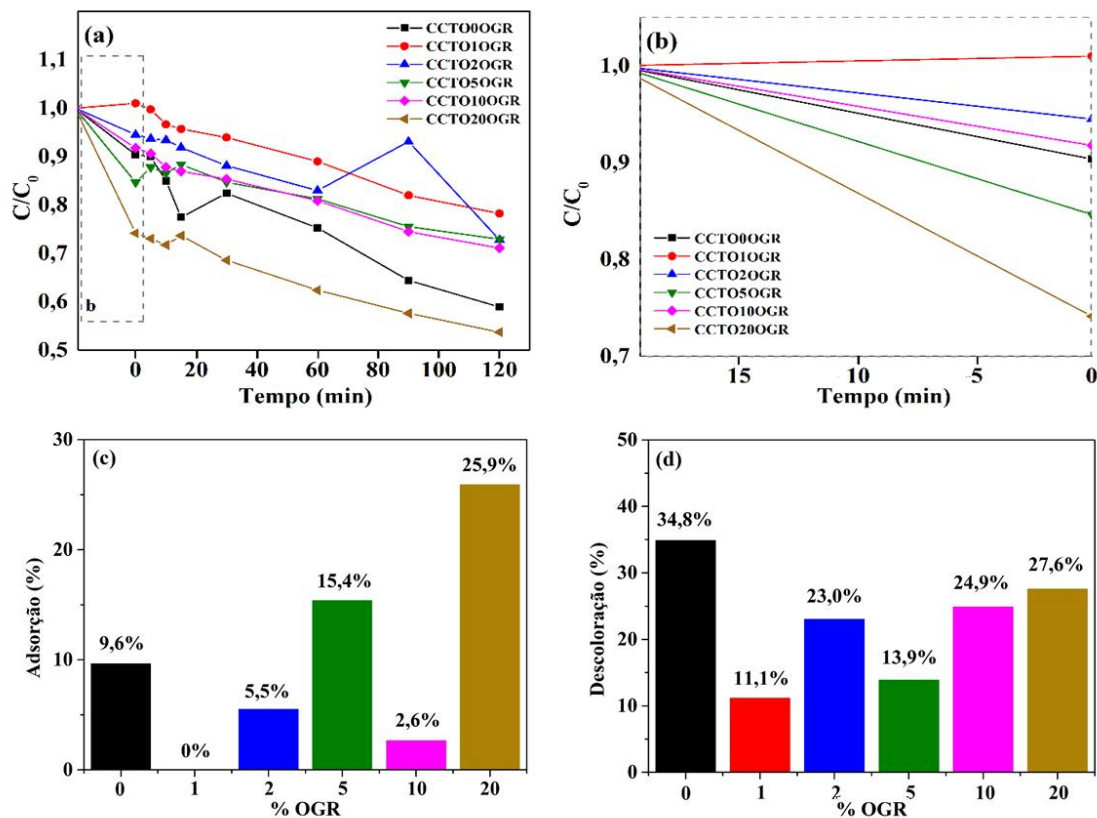 (a)
CCTO0OGR
CCTO1OGR
CCTO2OGR
CCTO5OGR
CCTO10OGR
CCTO20OGR
1,1
1,0
0,9
0,8
0,7
0,6
0,5
C/C0
b
0 20 40 60 80 100 120
Tempo (min)
(b)
1,0
0,9
0,8
0,7
C/C0
CCTO0OGR
CCTO1OGR
CCTO2OGR
CCTO5OGR
CCTO10OGR
CCTO20OGR
15 10 5 0
Tempo (min)
(c)
30
20
10
0
Adsorção (%)
9,6%
0%
5,5%
15,4%
2,6%
25,9%
0 1 2 5 10 20
% OGR
(d)
50
40
30
20
10
0
Descoloração (%)
34,8%
11,1%
23,0%
13,9%
24,9%
27,6%
0 1 2 5 10 20
% OGR